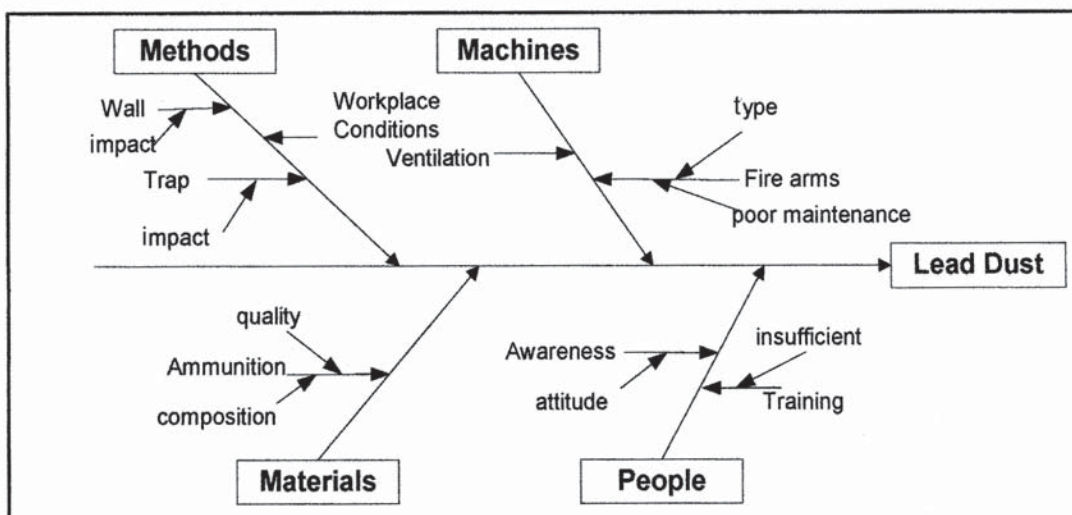 Methods
Machines
Wall
impact
Workplace
Conditions
Trap
impact
Ventilation
type
Fire arms
poor maintenance
Lead Dust
quality
Ammunition
composition
Awareness
attitude
insufficient
Training
Materials
People